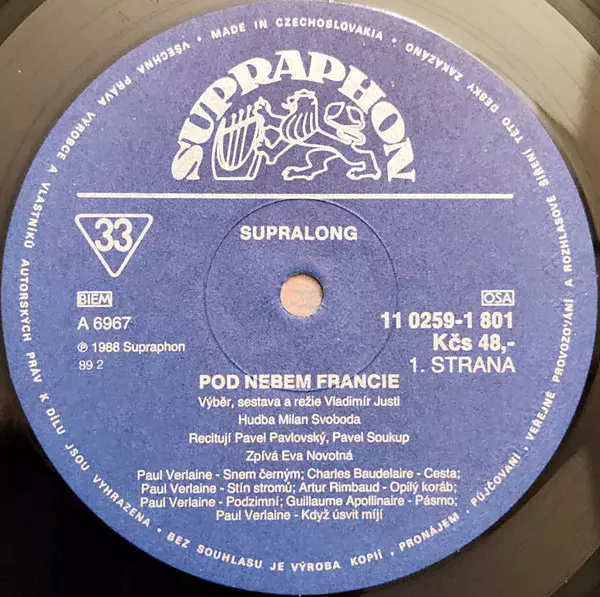 SUPRAPHON
33
SUPRALONG
BIEM
OSA
A 6967
11 0259-1 801
℗ 1988 Supraphon
Kčs 48,-
89 2
1. STRANA
POD NEBEM FRANCIE
Výběr, sestava a režie Vladimír Justl
Hudba Milan Svoboda
Recitují Pavel Pavlovský, Pavel Soukup
Zpívá Eva Novotná
Paul Verlaine - Snem černým; Charles Baudelaire - Cesta;
Paul Verlaine - Stín stromů; Artur Rimbaud - Opilý koráb;
Paul Verlaine - Podzimní; Guillaume Apollinaire - Pásmo;
Paul Verlaine - Když úsvit míjí
MADE IN CZECHOSLOVAKIA • VŠECHNA PRÁVA VÝROBCE A VLASTNÍKŮ AUTORSKÝCH PRÁV K DÍLU JSOU VYHRAZENA • BEZ SOUHLASU JE VÝROBA KOPIÍ, PRONÁJEM, PŮJČOVÁNÍ, VEŘEJNÉ PROVOZOVÁNÍ A ROZHLASOVÉ ŠÍŘENÍ TÉTO DESKY ZAKÁZÁNO •